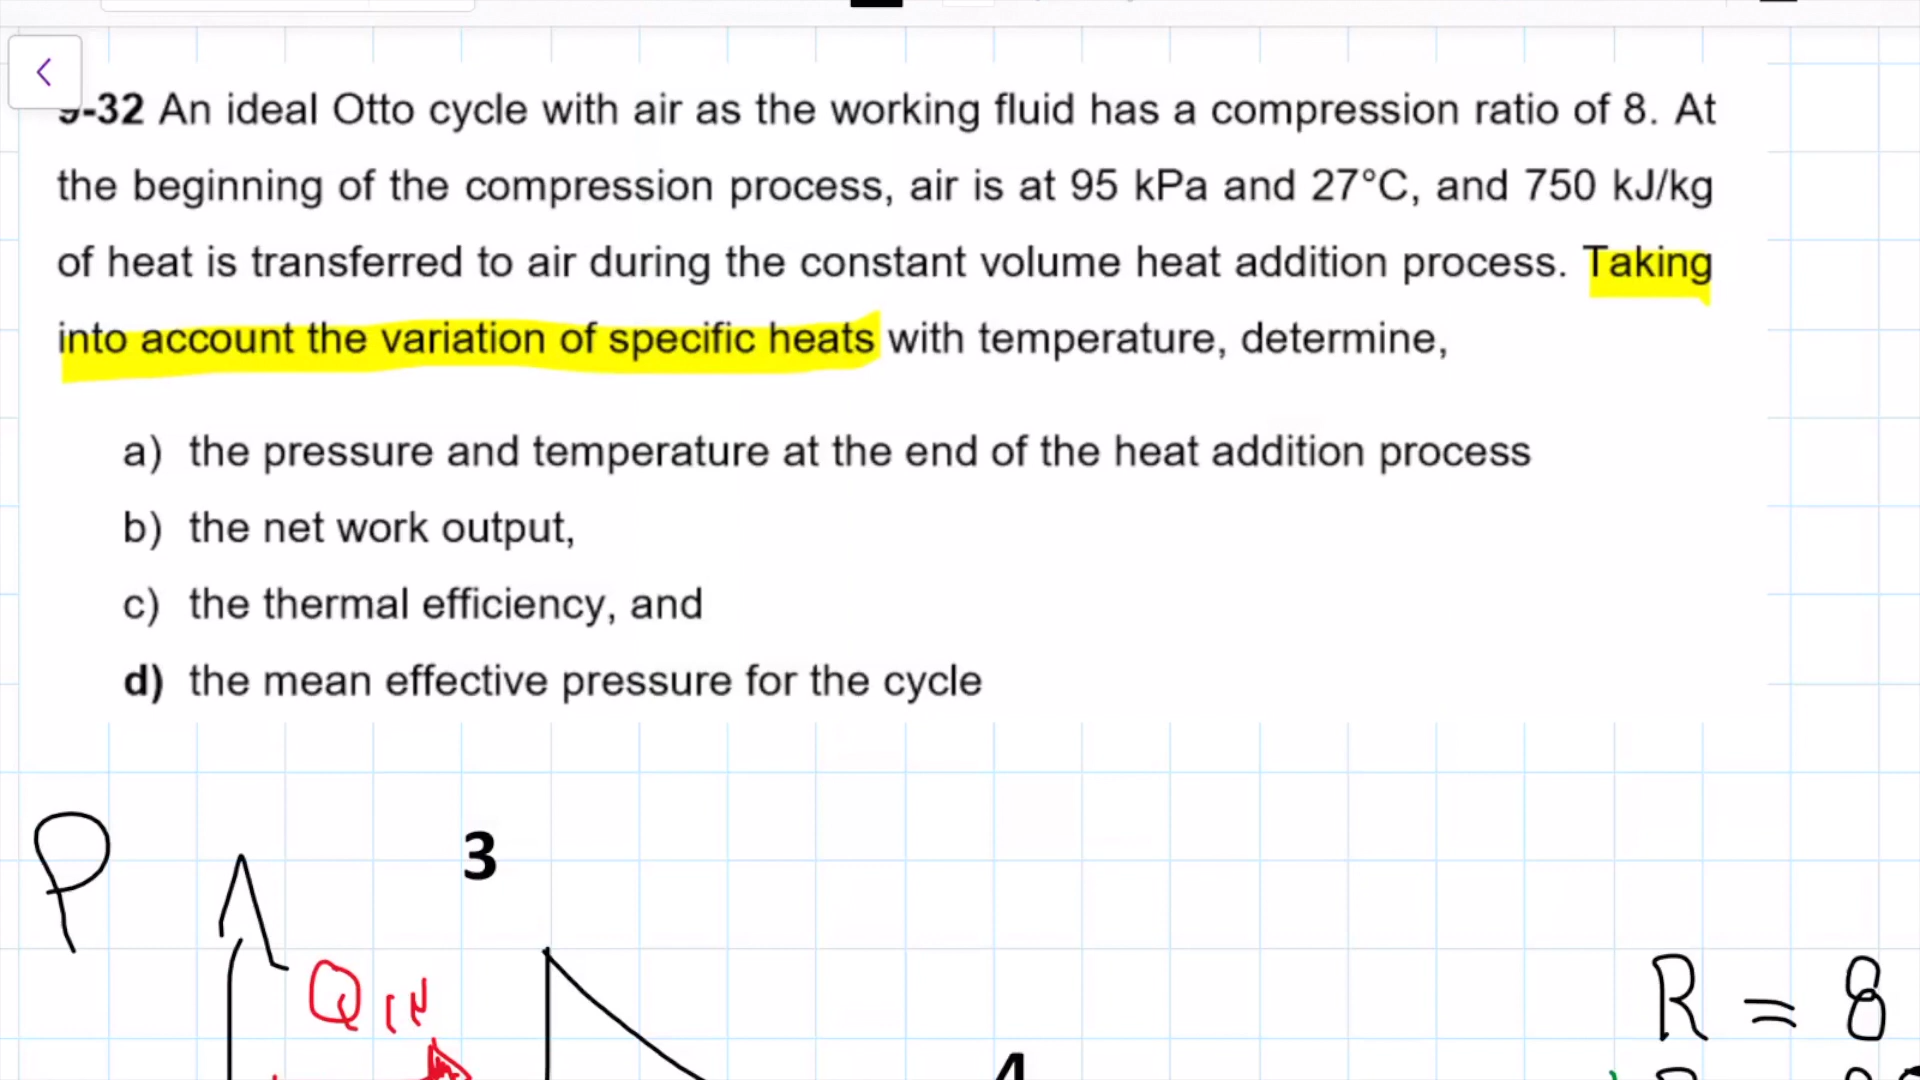 9-32 An ideal Otto cycle with air as the working fluid has a compression ratio of 8. At
the beginning of the compression process, air is at 95 kPa and 27°C, and 750 kJ/kg
of heat is transferred to air during the constant volume heat addition process. Taking
into account the variation of specific heats with temperature, determine,
a) the pressure and temperature at the end of the heat addition process
b) the net work output,
c) the thermal efficiency, and
d) the mean effective pressure for the cycle
P
3
QIN
R = 8
4